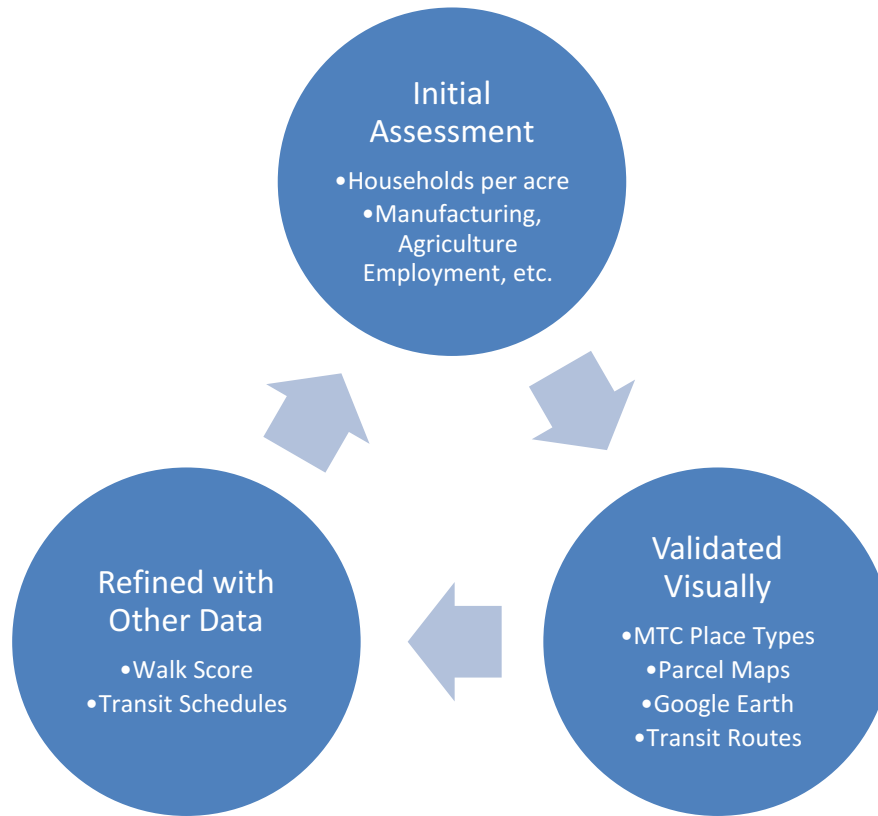 Initial
Assessment
•Households per acre
•Manufacturing,
Agriculture
Employment, etc.
Validated
Visually
•MTC Place Types
•Parcel Maps
•Google Earth
•Transit Routes
Refined with
Other Data
•Walk Score
•Transit Schedules